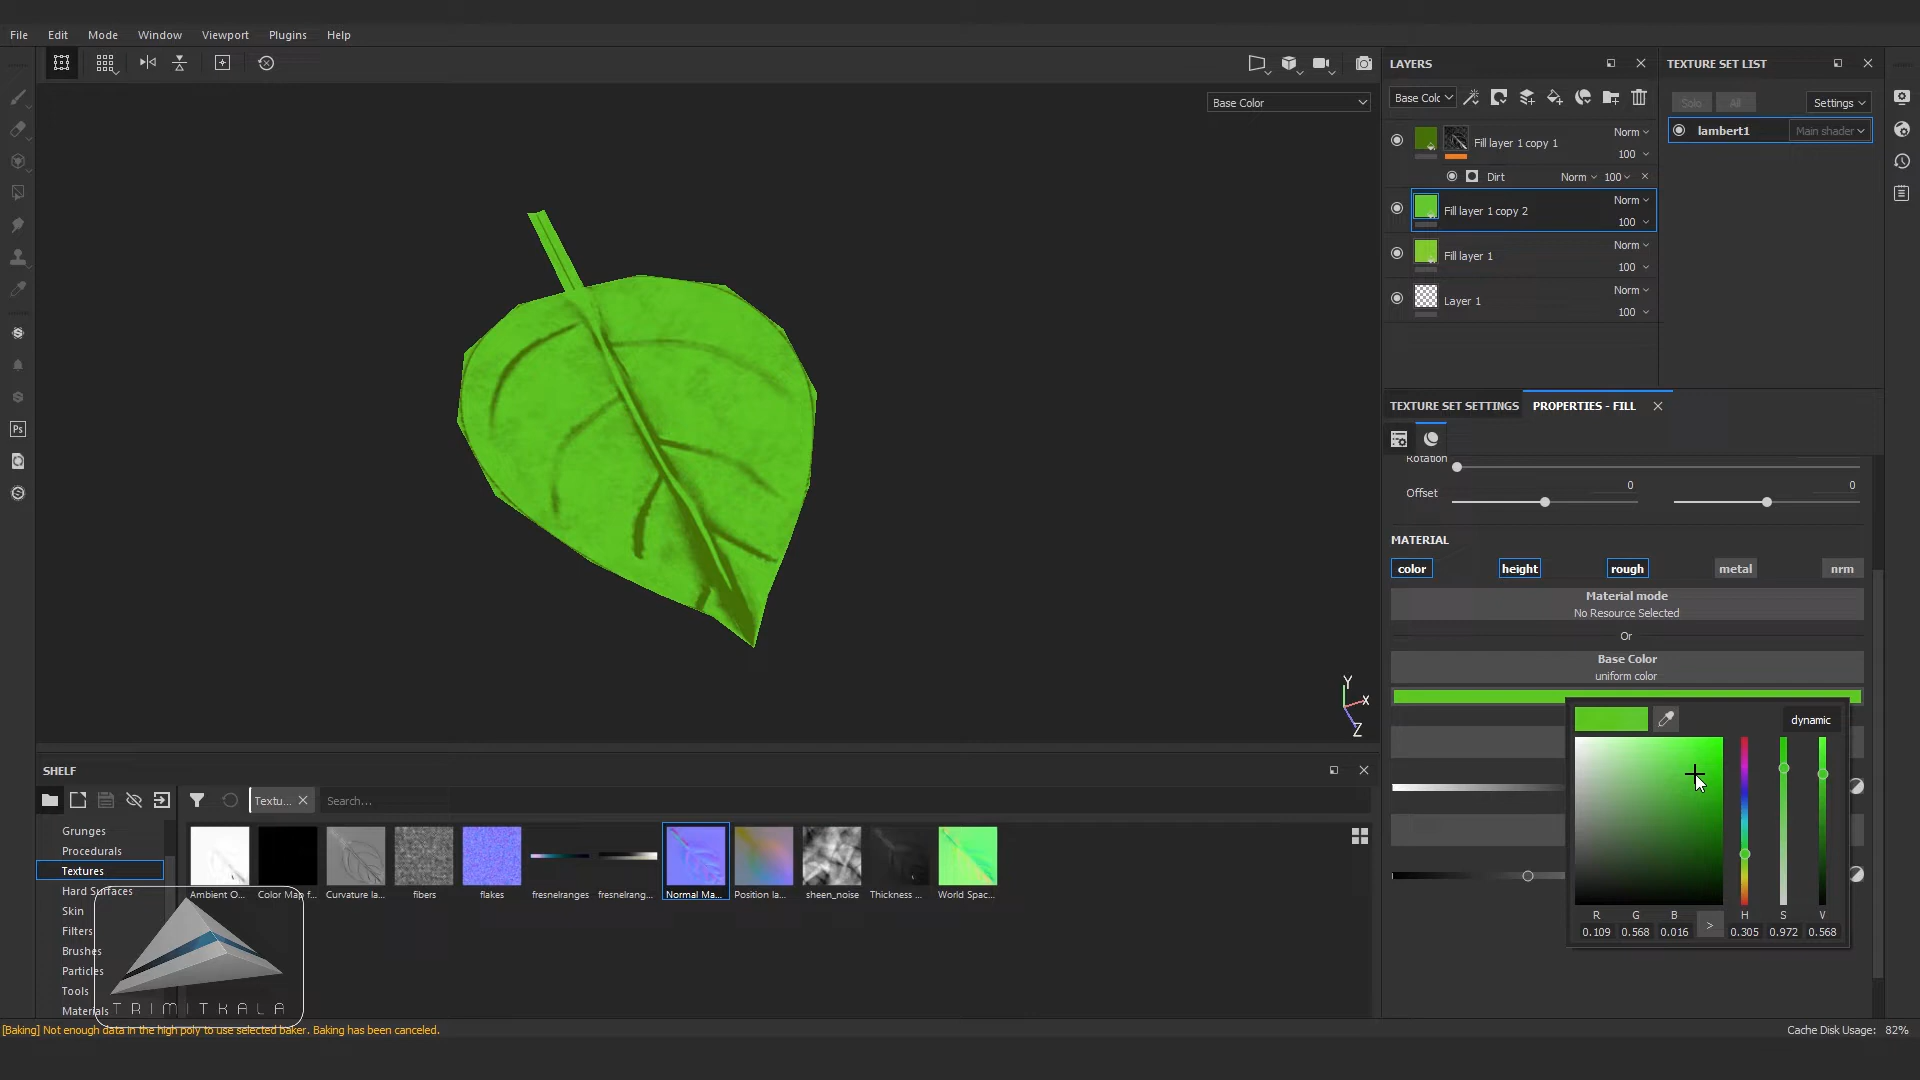 File Edit Mode Window Viewport Plugins Help
Base Color
LAYERS
Base Colc
Fill layer 1 copy 1 Norm
100
Dirt Norm 100
Fill layer 1 copy 2 Norm
100
Fill layer 1 Norm
100
Layer 1 Norm
100
TEXTURE SET LIST
Solo All Settings
lambert1 Main shader
TEXTURE SET SETTINGS PROPERTIES - FILL
Rotation
Offset 0 0
MATERIAL
color height rough metal nrm
Material mode
No Resource Selected
Or
Base Color
uniform color
dynamic
R G B > H S V
0.109 0.568 0.016 0.305 0.972 0.568
Y
X
Z
Ps
SHELF
Textu... Search...
Grunges
Procedurals
Textures
Hard Surfaces
Skin
Filters
Brushes
Particles
Tools
Materials
Ambient O... Color Map f... Curvature la... fibers flakes fresnelranges fresnelrang... Normal Ma... Position la... sheen_noise Thickness ... World Spac...
TRIMITKALA
[Baking] Not enough data in the high poly to use selected baker. Baking has been canceled.
Cache Disk Usage: 82%